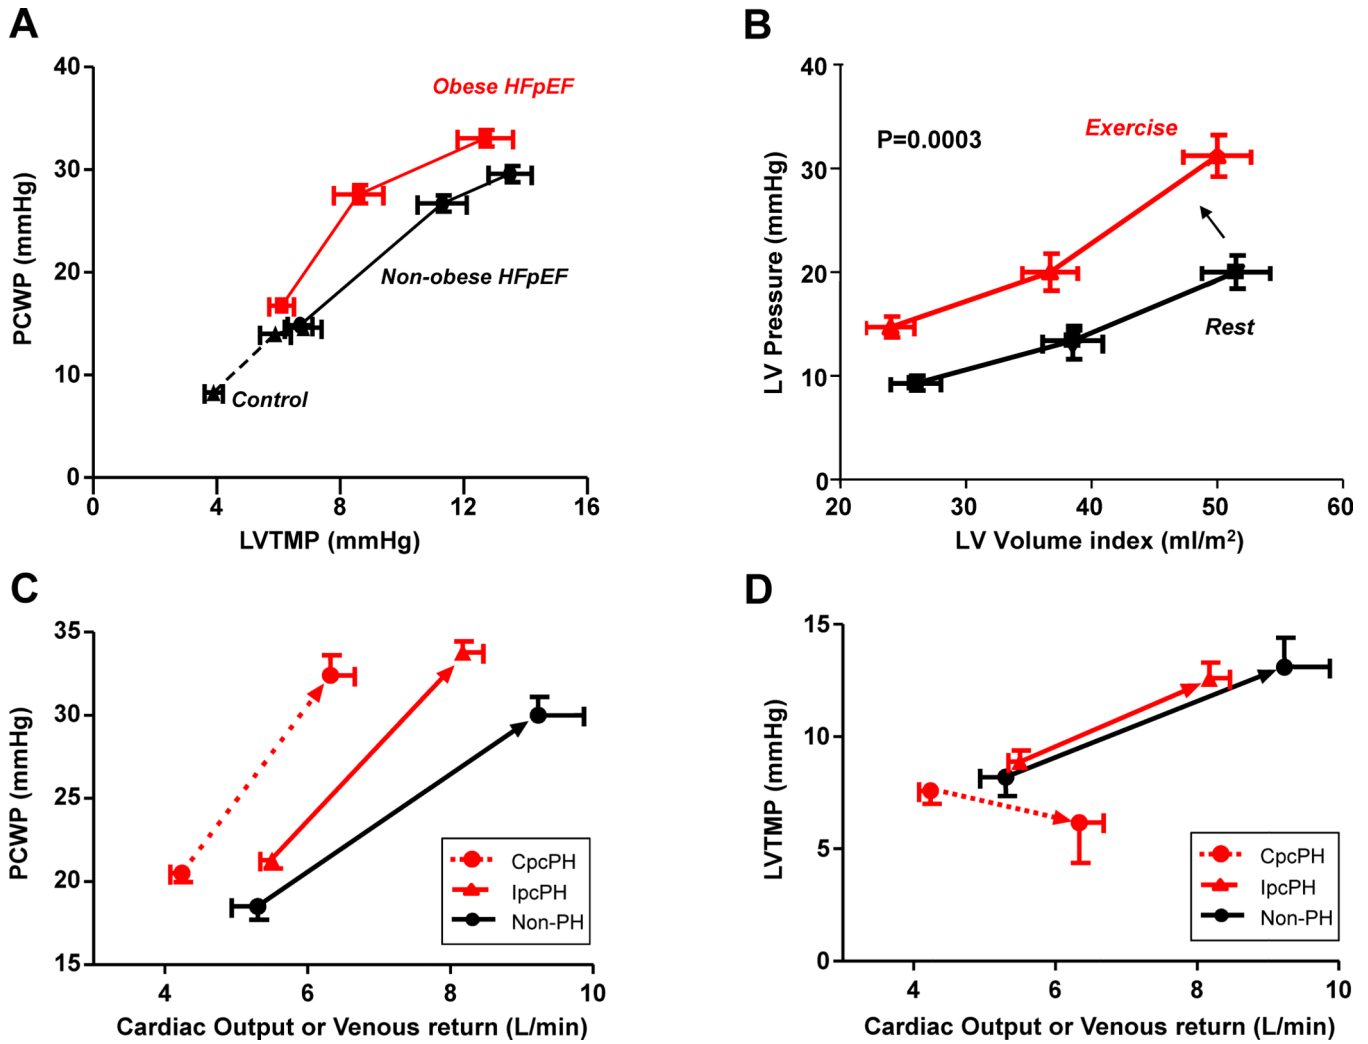 A
PCWP (mmHg)
40
30
20
10
0
0
4
8
12
16
LVTMP (mmHg)
Obese HFpEF
Non-obese HFpEF
Control
B
LV Pressure (mmHg)
40
30
20
10
0
20
30
40
50
60
LV Volume index (ml/m²)
P=0.0003
Exercise
Rest
C
PCWP (mmHg)
35
30
25
20
15
4
6
8
10
Cardiac Output or Venous return (L/min)
CpcPH
IpcPH
Non-PH
D
LVTMP (mmHg)
15
10
5
0
4
6
8
10
Cardiac Output or Venous return (L/min)
CpcPH
IpcPH
Non-PH